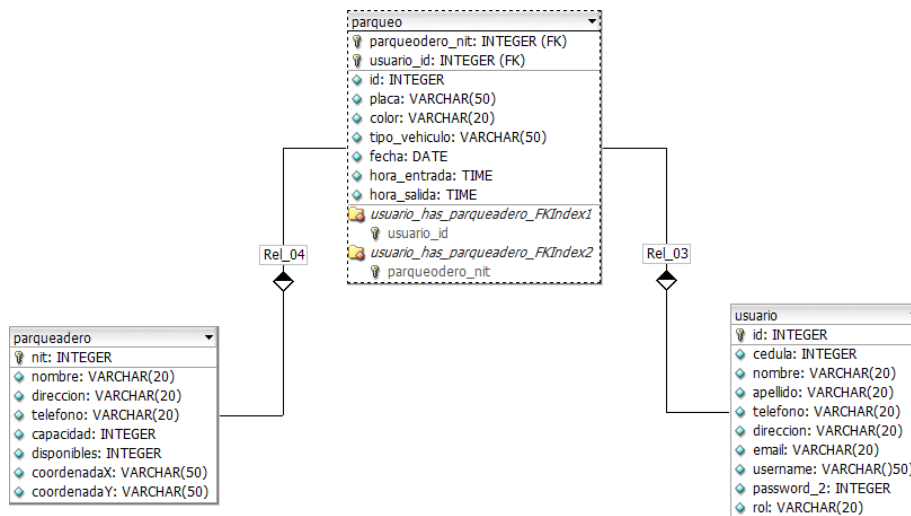 parqueo
parqueodero_nit: INTEGER (FK)
usuario_id: INTEGER (FK)
id: INTEGER
placa: VARCHAR(50)
color: VARCHAR(20)
tipo_vehiculo: VARCHAR(50)
fecha: DATE
hora_entrada: TIME
hora_salida: TIME
usuario_has_parqueadero_FKIndex1
usuario_id
usuario_has_parqueadero_FKIndex2
parqueodero_nit
Rel_04
Rel_03
parqueadero
nit: INTEGER
nombre: VARCHAR(20)
direccion: VARCHAR(20)
telefono: VARCHAR(20)
capacidad: INTEGER
disponibles: INTEGER
coordenadaX: VARCHAR(50)
coordenadaY: VARCHAR(50)
usuario
id: INTEGER
cedula: INTEGER
nombre: VARCHAR(20)
apellido: VARCHAR(20)
telefono: VARCHAR(20)
direccion: VARCHAR(20)
email: VARCHAR(20)
username: VARCHAR()50)
password_2: INTEGER
rol: VARCHAR(20)